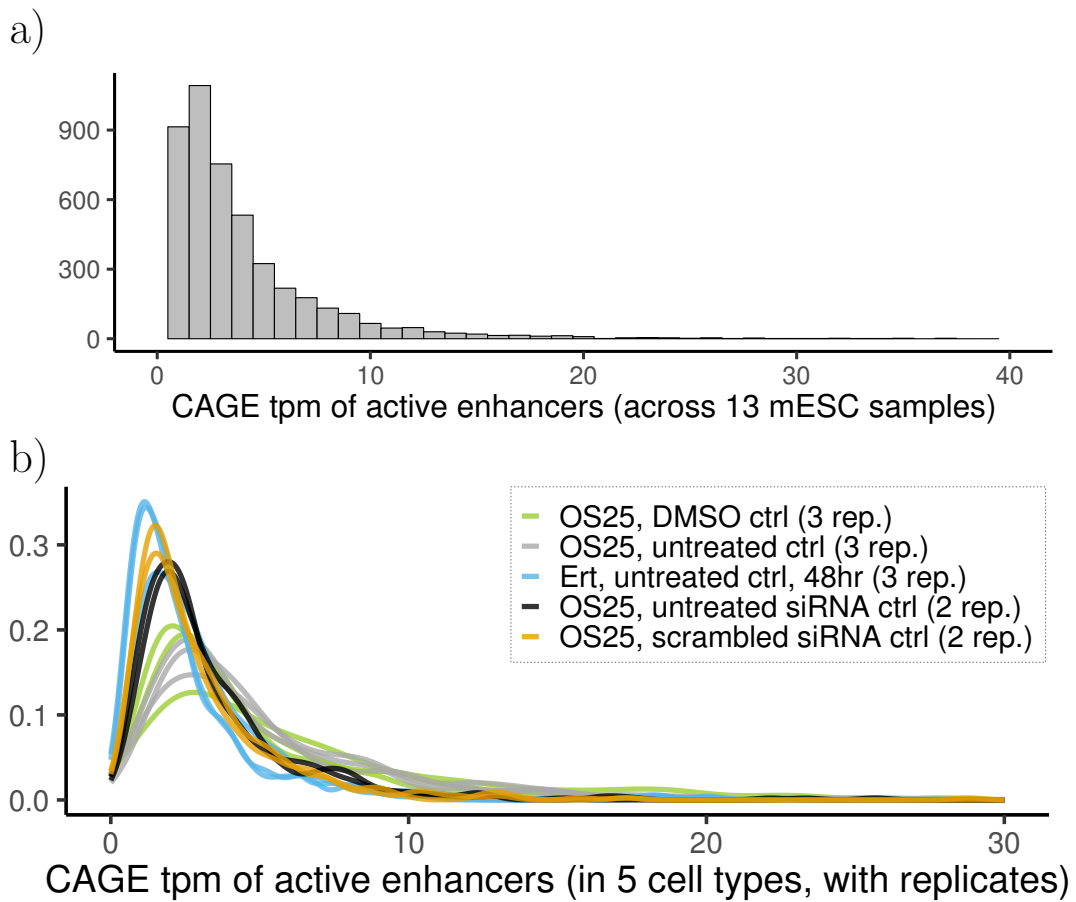 a)
900
600
300
0
0 10 20 30 40
CAGE tpm of active enhancers (across 13 mESC samples)
b)
OS25, DMSO ctrl (3 rep.)
OS25, untreated ctrl (3 rep.)
Ert, untreated ctrl, 48hr (3 rep.)
OS25, untreated siRNA ctrl (2 rep.)
OS25, scrambled siRNA ctrl (2 rep.)
0.3
0.2
0.1
0.0
0 10 20 30
CAGE tpm of active enhancers (in 5 cell types, with replicates)